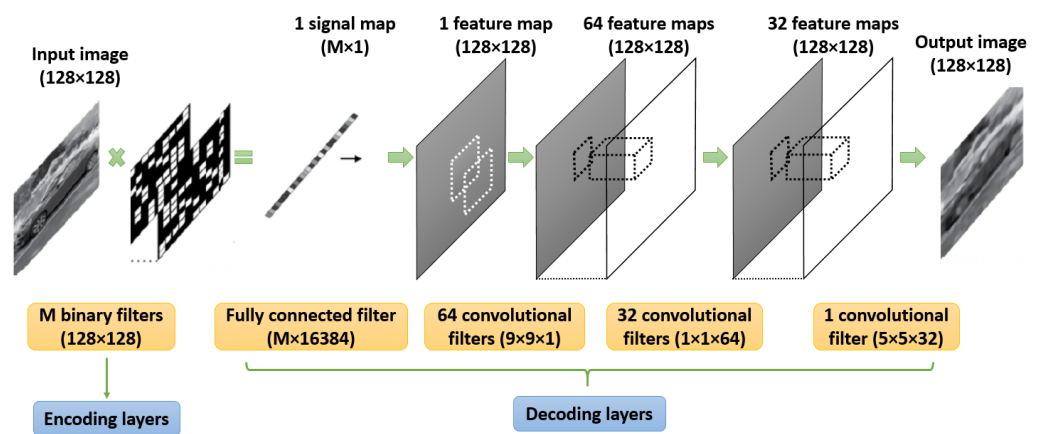 Input image
(128×128)
1 signal map
(M×1)
1 feature map
(128×128)
64 feature maps
(128×128)
32 feature maps
(128×128)
Output image
(128×128)
M binary filters
(128×128)
Fully connected filter
(M×16384)
64 convolutional
filters (9×9×1)
32 convolutional
filters (1×1×64)
1 convolutional
filter (5×5×32)
Encoding layers
Decoding layers